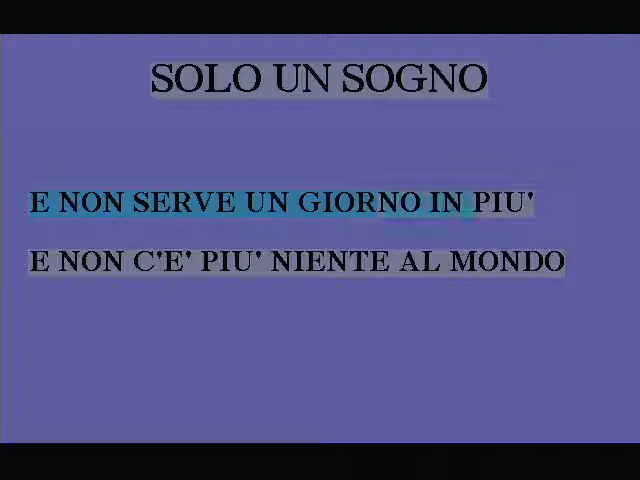 SOLO UN SOGNO
E NON SERVE UN GIORNO IN PIU'
E NON C'E' PIU' NIENTE AL MONDO